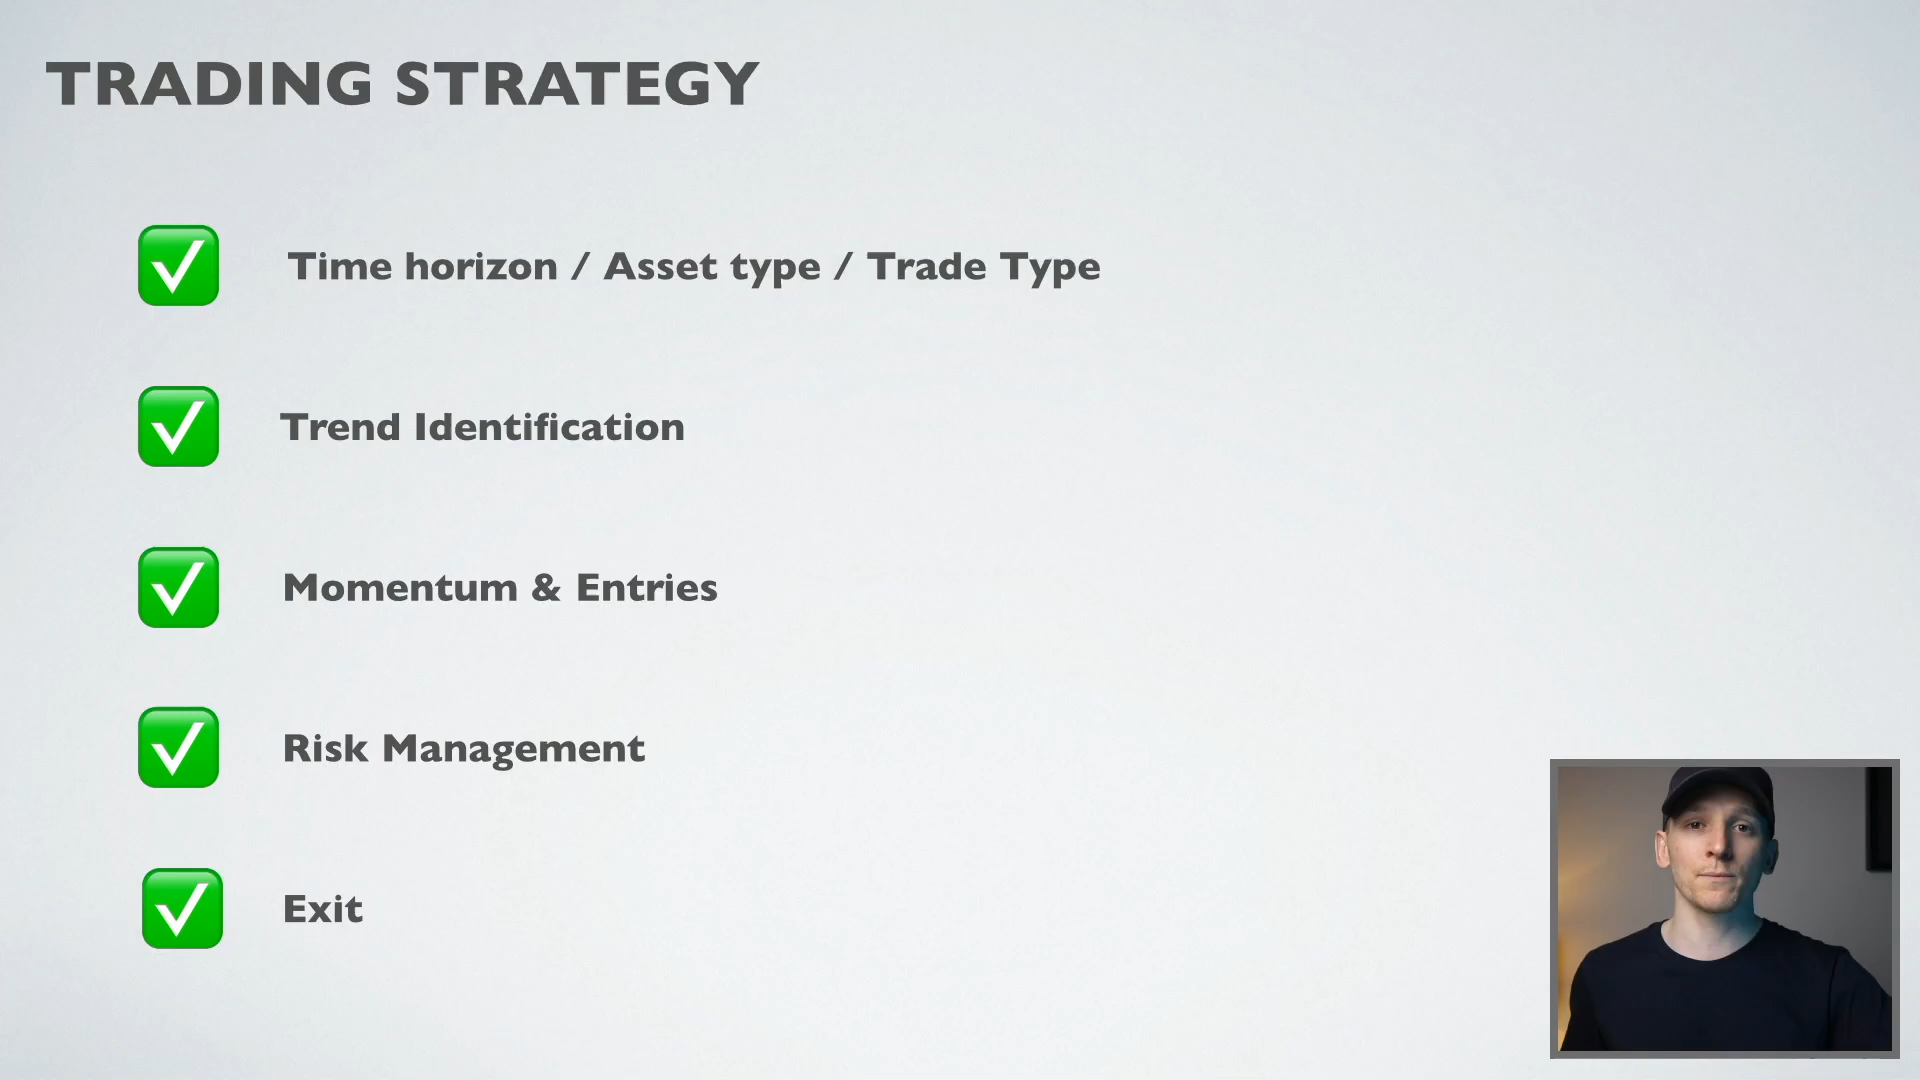 TRADING STRATEGY
Time horizon / Asset type / Trade Type
Trend Identification
Momentum & Entries
Risk Management
Exit